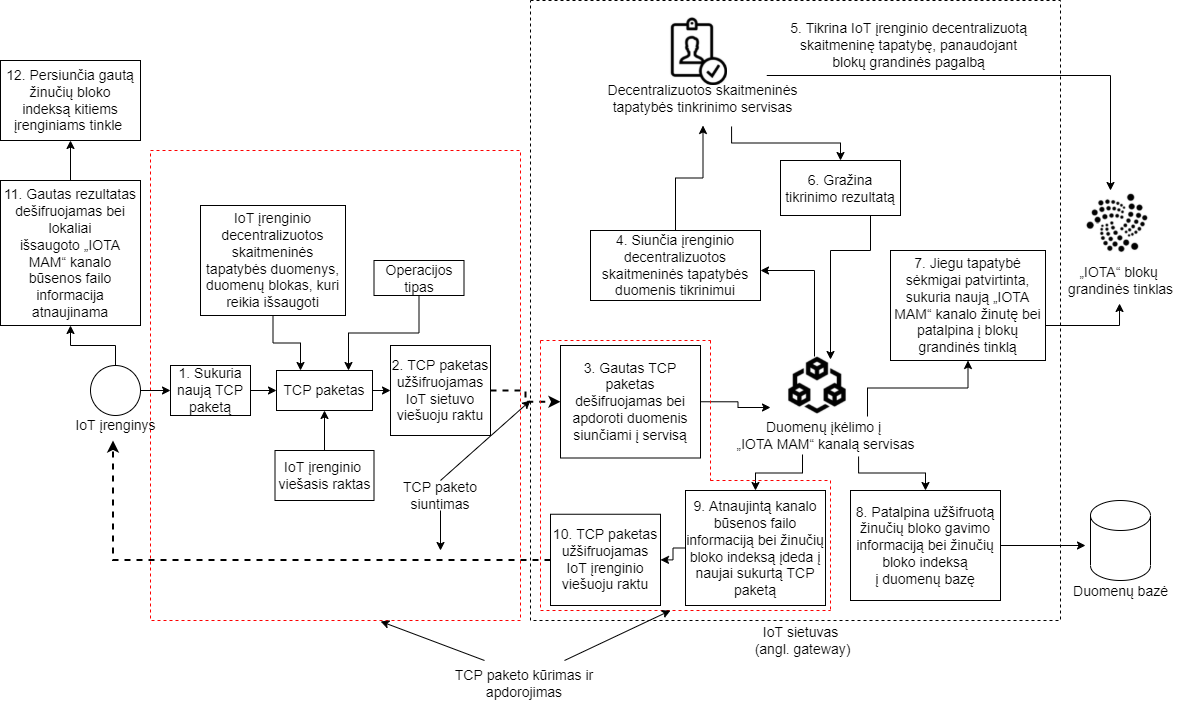 5. Tikrina IoT įrenginio decentralizuotą
skaitmeninę tapatybę, panaudojant
blokų grandinės pagalbą
Decentralizuotos skaitmeninės
tapatybės tinkrinimo servisas
12. Persiunčia gautą
žinučių bloko
indeksą kitiems
įrenginiams tinkle
11. Gautas rezultatas
dešifruojamas bei
lokaliai
išsaugoto „IOTA
MAM“ kanalo
būsenos failo
informacija
atnaujinama
IoT įrenginys
1. Sukuria
naują TCP
paketą
IoT įrenginio
decentralizuotos
skaitmeninės
tapatybės duomenys,
duomenų blokas, kuri
reikia išsaugoti
Operacijos
tipas
TCP paketas
IoT įrenginio
viešasis raktas
2. TCP paketas
užšifruojamas
IoT sietuvo
viešuoju raktu
TCP paketo
siuntimas
3. Gautas TCP
paketas
dešifruojamas bei
apdoroti duomenis
siunčiami į servisą
4. Siunčia įrenginio
decentralizuotos
skaitmeninės tapatybės
duomenis tikrinimui
6. Gražina
tikrinimo rezultatą
7. Jiegu tapatybė
sėkmigai patvirtinta,
sukuria naują „IOTA
MAM“ kanalo žinutę bei
patalpina į blokų
grandinės tinklą
„IOTA“ blokų
grandinės tinklas
Duomenų įkėlimo į
„IOTA MAM“ kanalą servisas
8. Patalpina užšifruotą
žinučių bloko gavimo
informaciją bei žinučių
bloko indeksą
į duomenų bazę
Duomenų bazė
9. Atnaujintą kanalo
būsenos failo
informaciją bei žinučių
bloko indeksą įdeda į
naujai sukurtą TCP
paketą
10. TCP paketas
užšifruojamas
IoT įrenginio
viešuoju raktu
IoT sietuvas
(angl. gateway)
TCP paketo kūrimas ir
apdorojimas